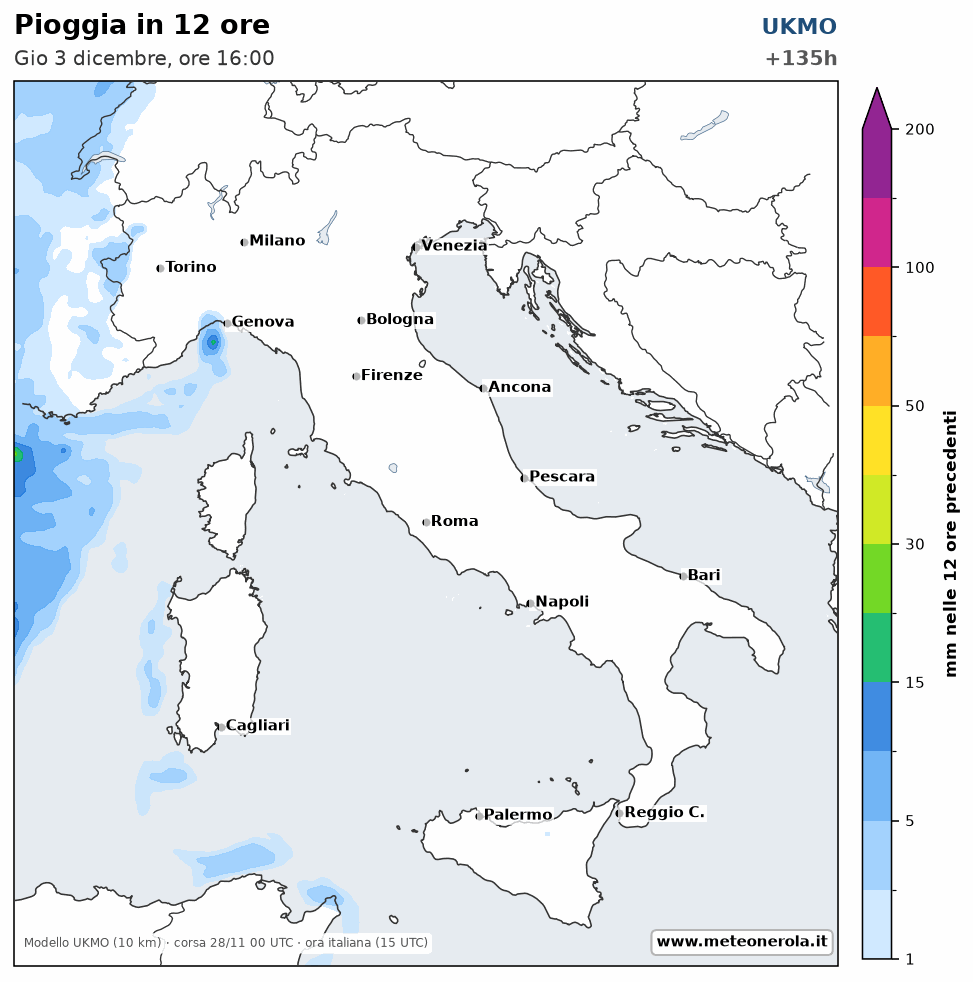 Pioggia in 12 ore
UKMO
Gio 3 dicembre, ore 16:00
+135h
200
100
50
30
15
5
1
mm nelle 12 ore precedenti
Milano
Venezia
Torino
Genova
Bologna
Firenze
Ancona
Pescara
Roma
Bari
Napoli
Cagliari
Palermo
Reggio C.
Modello UKMO (10 km) · corsa 28/11 00 UTC · ora italiana (15 UTC)
www.meteonerola.it